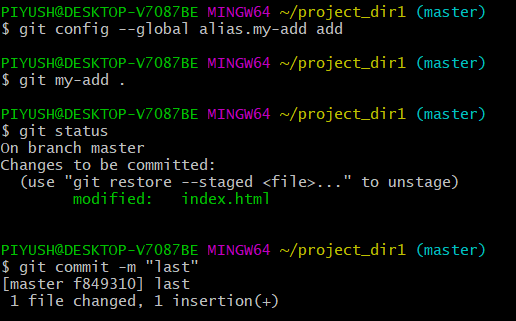 PIYUSH@DESKTOP-V7087BE MINGW64 ~/project_dir1 (master)
$ git config --global alias.my-add add
PIYUSH@DESKTOP-V7087BE MINGW64 ~/project_dir1 (master)
$ git my-add .
PIYUSH@DESKTOP-V7087BE MINGW64 ~/project_dir1 (master)
$ git status
On branch master
Changes to be committed:
  (use "git restore --staged <file>..." to unstage)
        modified:   index.html
PIYUSH@DESKTOP-V7087BE MINGW64 ~/project_dir1 (master)
$ git commit -m "last"
[master f849310] last
 1 file changed, 1 insertion(+)